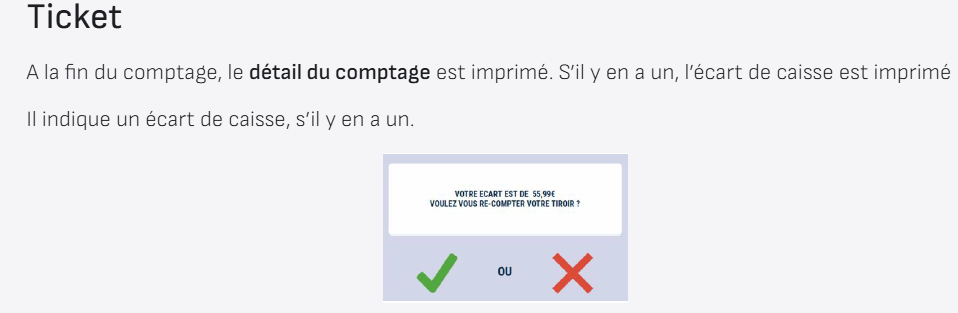 Ticket
A la fin du comptage, le détail du comptage est imprimé. S’il y en a un, l’écart de caisse est imprimé
Il indique un écart de caisse, s’il y en a un.
VOTRE ECART EST DE 55,99€
VOULEZ VOUS RE-COMPTER VOTRE TIROIR ?
OU